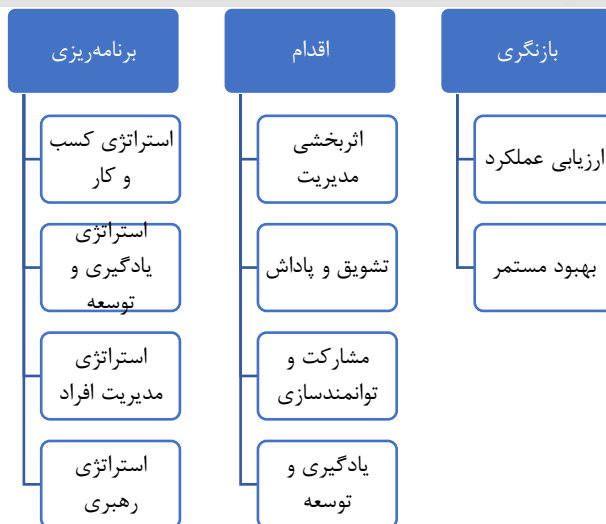 برنامه‌ریزی
استراتژی کسب
و کار
استراتژی
یادگیری و
توسعه
استراتژی
مدیریت افراد
استراتژی
رهبری
اقدام
اثربخشی
مدیریت
تشویق و پاداش
مشارکت و
توانمندسازی
یادگیری و
توسعه
بازنگری
ارزیابی عملکرد
بهبود مستمر